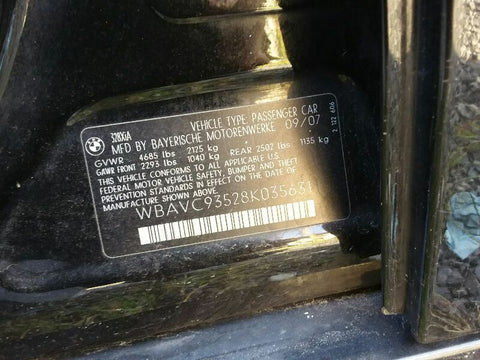 328XiA
VEHICLE TYPE: PASSENGER CAR
MFD BY BAYERISCHE MOTORENWERKE 09/07
GVWR 4685 lbs 2125 kg
GAWR FRONT 2293 lbs 1040 kg REAR 2502 lbs 1135 kg
THIS VEHICLE CONFORMS TO ALL APPLICABLE
FEDERAL MOTOR VEHICLE SAFETY, BUMPER AND THEFT
PREVENTION STANDARDS IN EFFECT ON THE DATE OF
MANUFACTURE SHOWN ABOVE.
WBAVC93528K035631